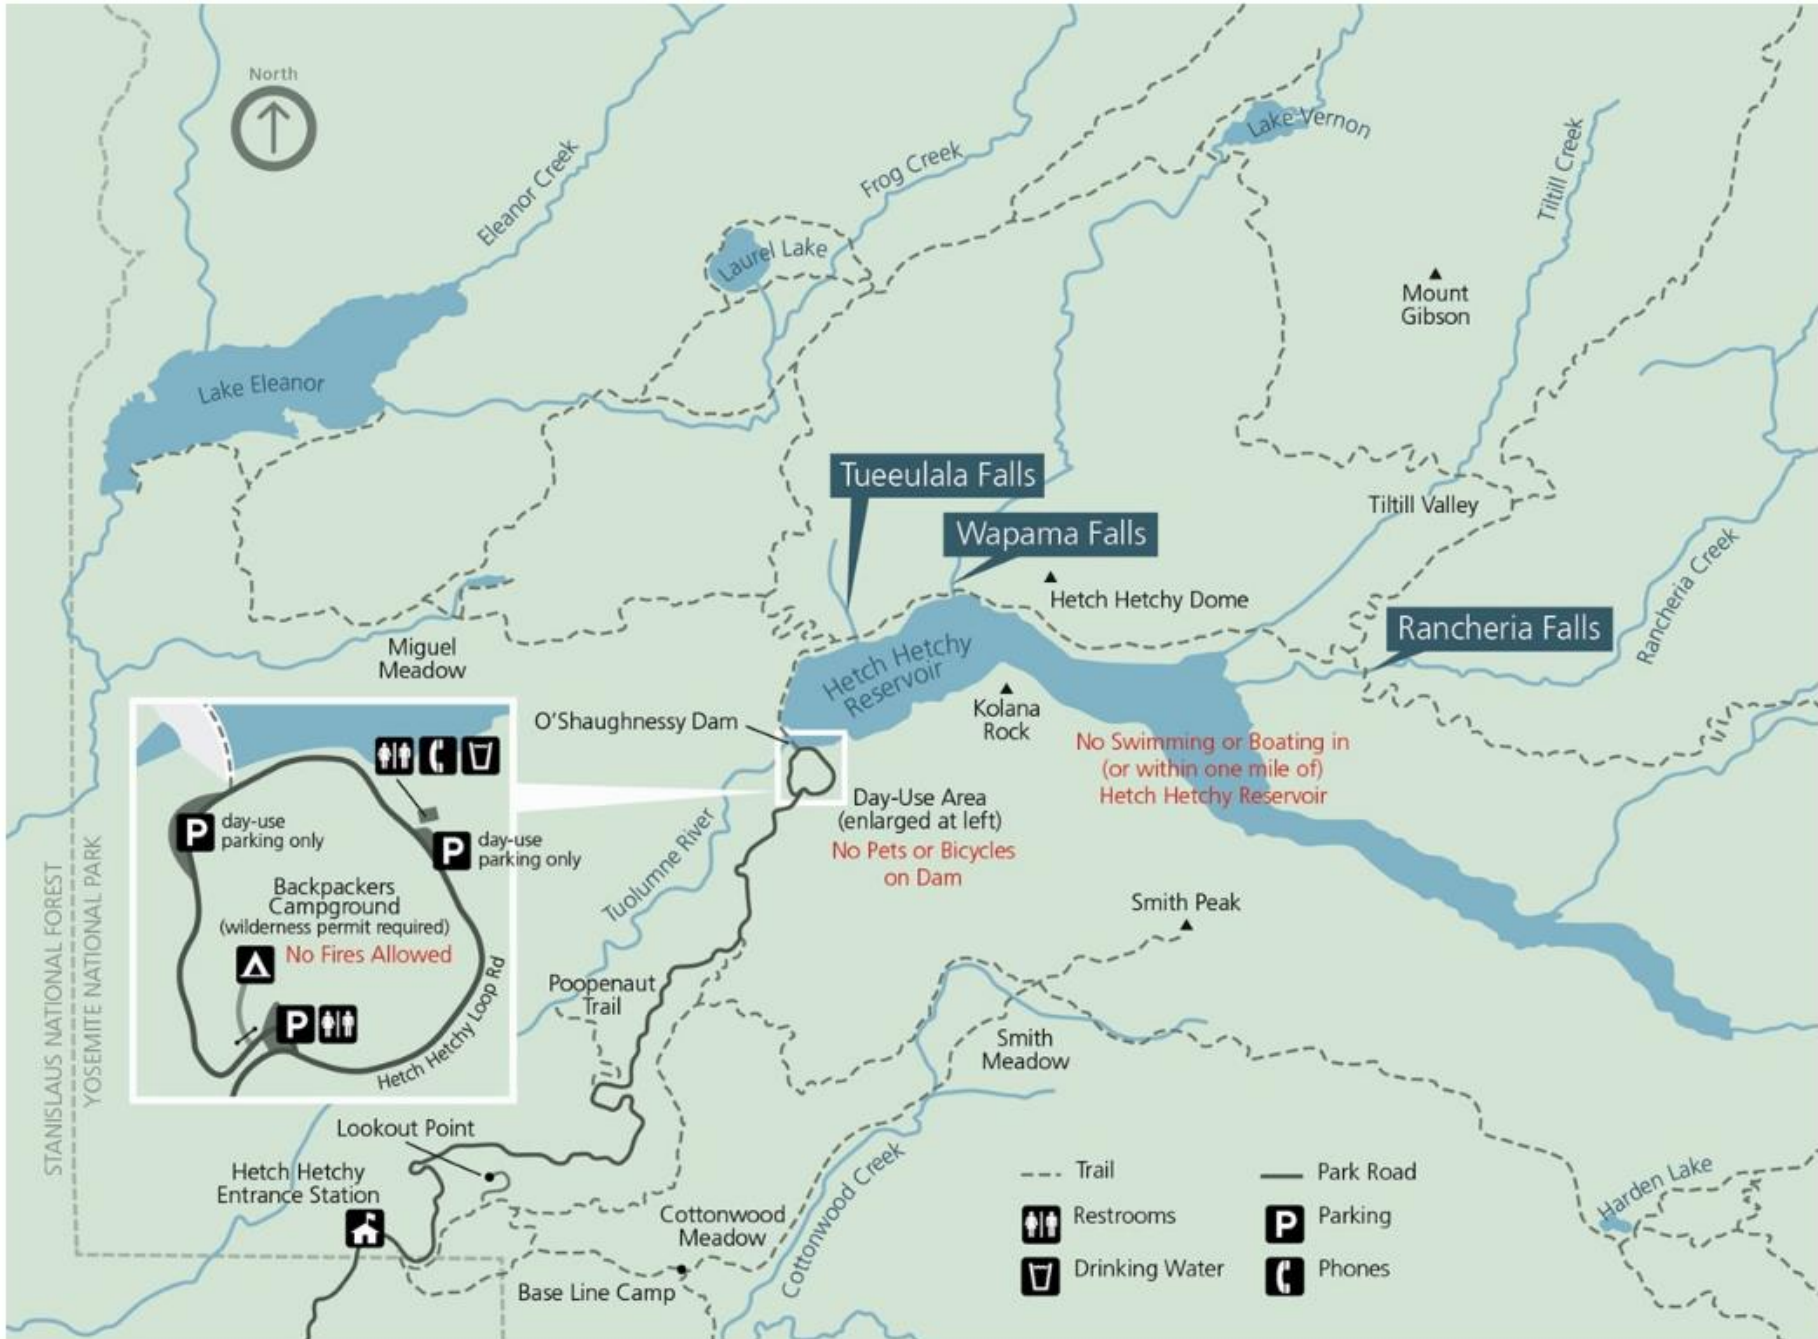 North
Eleanor Creek
Frog Creek
Lake Vernon
Tiltill Creek
Laurel Lake
Mount
Gibson
Lake Eleanor
Tueeulala Falls
Wapama Falls
Tiltill Valley
Hetch Hetchy Dome
Rancheria Falls
Rancheria Creek
Miguel
Meadow
Hetch Hetchy
Reservoir
Kolana
Rock
O'Shaughnessy Dam
No Swimming or Boating in
(or within one mile of)
Hetch Hetchy Reservoir
Day-Use Area
(enlarged at left)
No Pets or Bicycles
on Dam
Tuolumne River
P
day-use
parking only
P
day-use
parking only
Backpackers
Campground
(wilderness permit required)
No Fires Allowed
P
Hetch Hetchy Loop Rd
STANISLAUS NATIONAL FOREST
YOSEMITE NATIONAL PARK
Smith Peak
Poopenaut
Trail
Smith
Meadow
Lookout Point
Hetch Hetchy
Entrance Station
Cottonwood
Meadow
Cottonwood Creek
Base Line Camp
Harden Lake
Trail
Park Road
Restrooms
P
Parking
Drinking Water
Phones